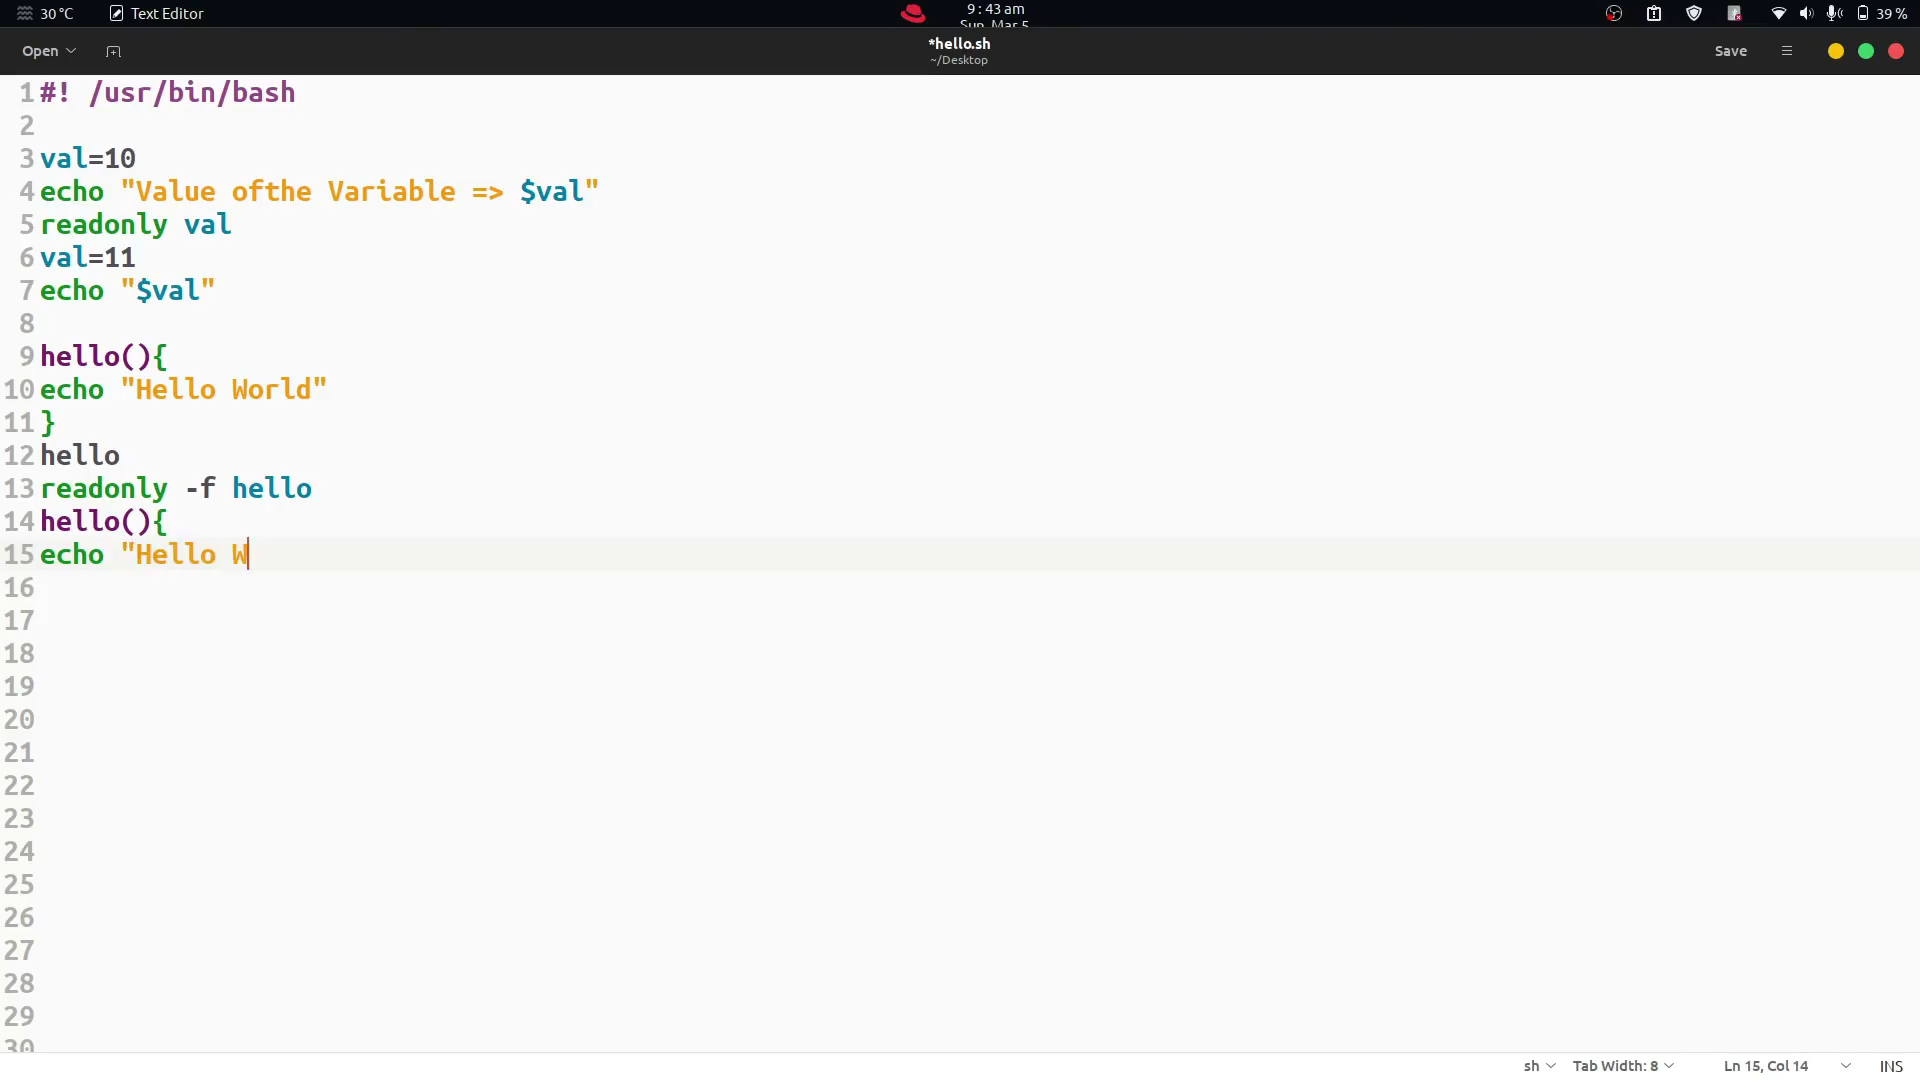 30 °C Text Editor 9 : 43 am 39 %
Sun, Mar 5
Open *hello.sh Save
~/Desktop
1 #! /usr/bin/bash
2
3 val=10
4 echo "Value ofthe Variable => $val"
5 readonly val
6 val=11
7 echo "$val"
8
9 hello(){
10 echo "Hello World"
11 }
12 hello
13 readonly -f hello
14 hello(){
15 echo "Hello W
16
17
18
19
20
21
22
23
24
25
26
27
28
29
30
sh Tab Width: 8 Ln 15, Col 14 INS